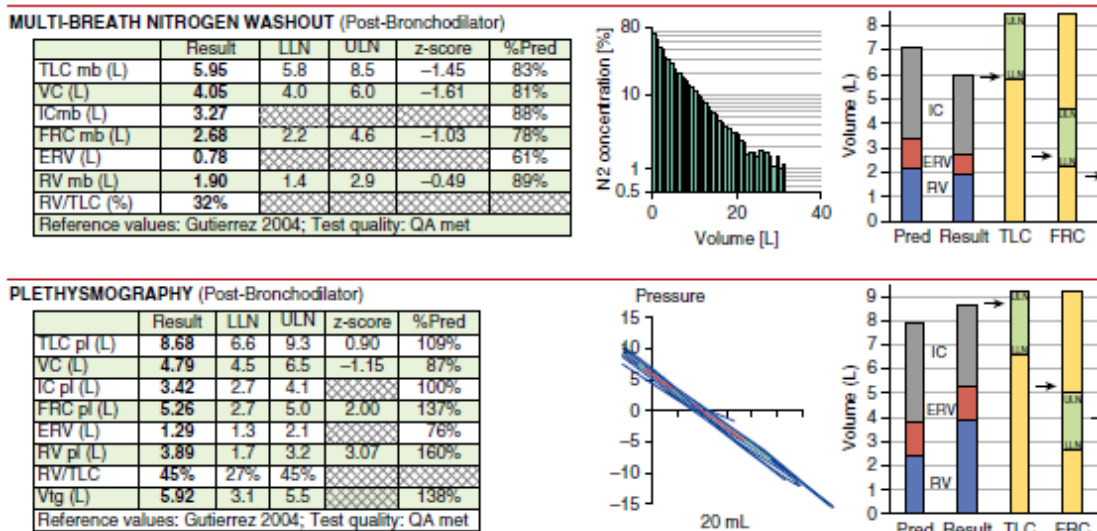 MULTI-BREATH NITROGEN WASHOUT (Post-Bronchodilator)
Result LLN ULN z-score %Pred
TLC mb (L) 5.95 5.8 8.5 –1.45 83%
VC (L) 4.05 4.0 6.0 –1.61 81%
ICmb (L) 3.27 88%
FRC mb (L) 2.68 2.2 4.6 –1.03 78%
ERV (L) 0.78 61%
RV mb (L) 1.90 1.4 2.9 –0.49 89%
RV/TLC (%) 32%
Reference values: Gutierrez 2004; Test quality: QA met
N2 concentration [%]
80
10
1
0.5
0 20 40
Volume [L]
Volume (L)
8
7
6
5
4
3
2
1
0
IC
ERV
RV
ULN
LLN
ULN
LLN
Pred Result TLC FRC
PLETHYSMOGRAPHY (Post-Bronchodilator)
Result LLN ULN z-score %Pred
TLC pl (L) 8.68 6.6 9.3 0.90 109%
VC (L) 4.79 4.5 6.5 –1.15 87%
IC pl (L) 3.42 2.7 4.1 100%
FRC pl (L) 5.26 2.7 5.0 2.00 137%
ERV (L) 1.29 1.3 2.1 76%
RV pl (L) 3.89 1.7 3.2 3.07 160%
RV/TLC 45% 27% 45%
Vtg (L) 5.92 3.1 5.5 138%
Reference values: Gutierrez 2004; Test quality: QA met
Pressure
15
10
5
0
–5
–10
–15
20 mL
Volume (L)
9
8
7
6
5
4
3
2
1
0
IC
ERV
RV
ULN
LLN
ULN
LLN
Pred Result TLC FRC